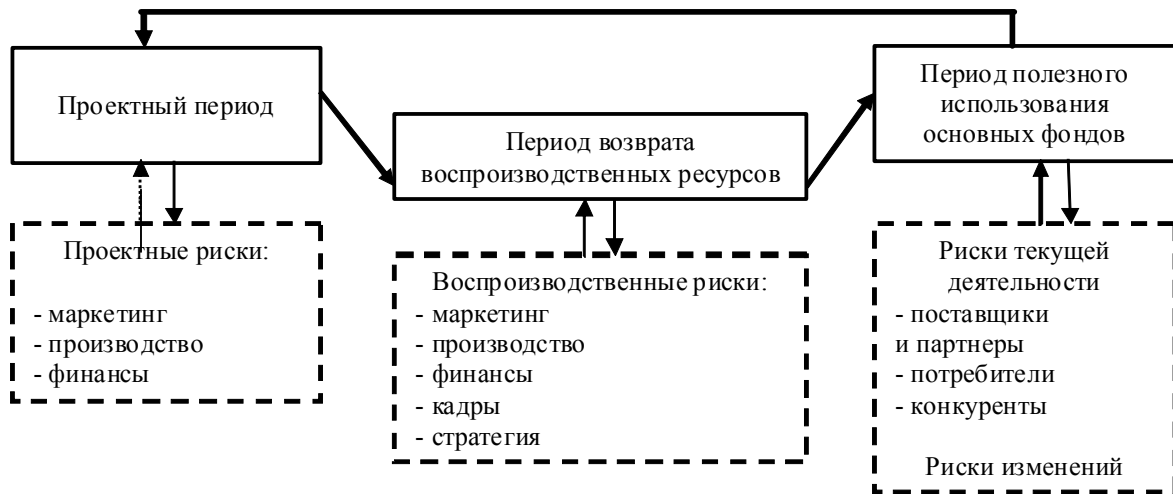 Проектный период
Период возврата
воспроизводственных ресурсов
Период полезного
использования
основных фондов
Проектные риски:
- маркетинг
- производство
- финансы
Воспроизводственные риски:
- маркетинг
- производство
- финансы
- кадры
- стратегия
Риски текущей
деятельности
- поставщики
и партнеры
- потребители
- конкуренты
Риски изменений